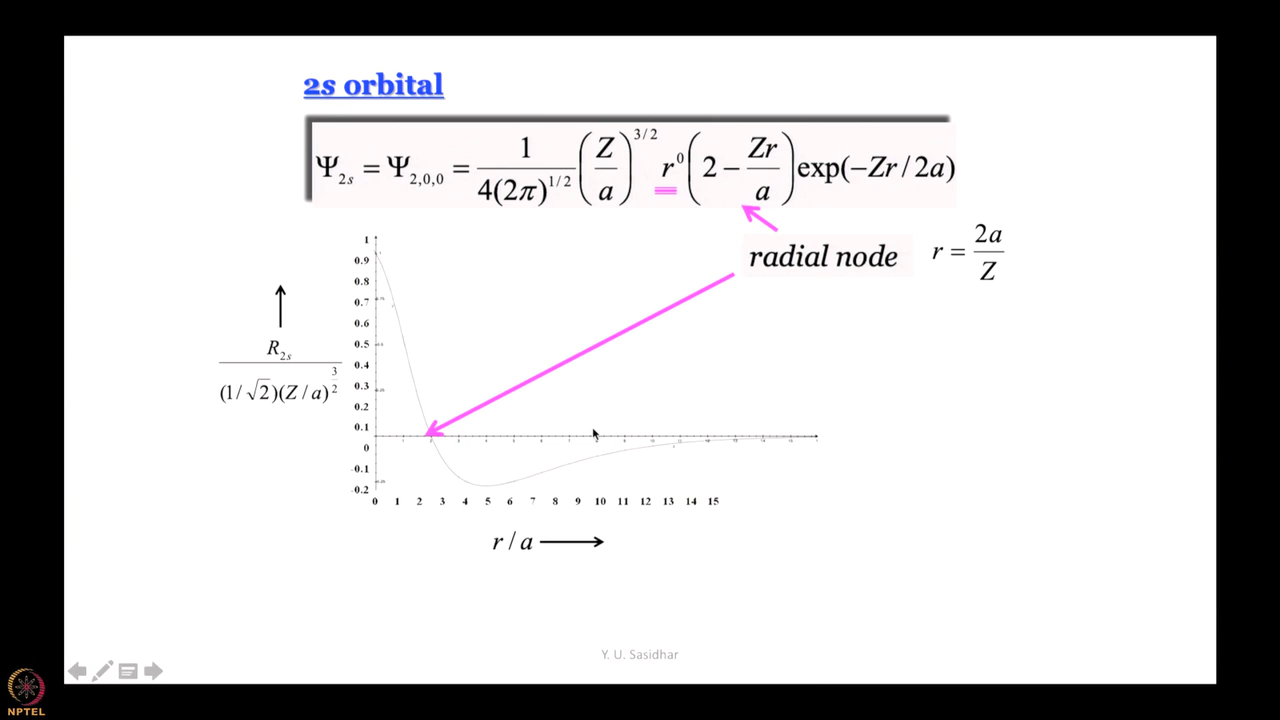 2s orbital
Ψ2s = Ψ2,0,0 = 1 / 4(2π)^1/2 (Z/a)^3/2 r^0 (2 − Zr/a) exp(−Zr / 2a)
radial node r = 2a/Z
R2s / (1/√2)(Z / a)^3/2
1
0.9
0.8
0.7
0.6
0.5
0.4
0.3
0.2
0.1
0
-0.1
-0.2
0 1 2 3 4 5 6 7 8 9 10 11 12 13 14 15
r / a
Y. U. Sasidhar
NPTEL